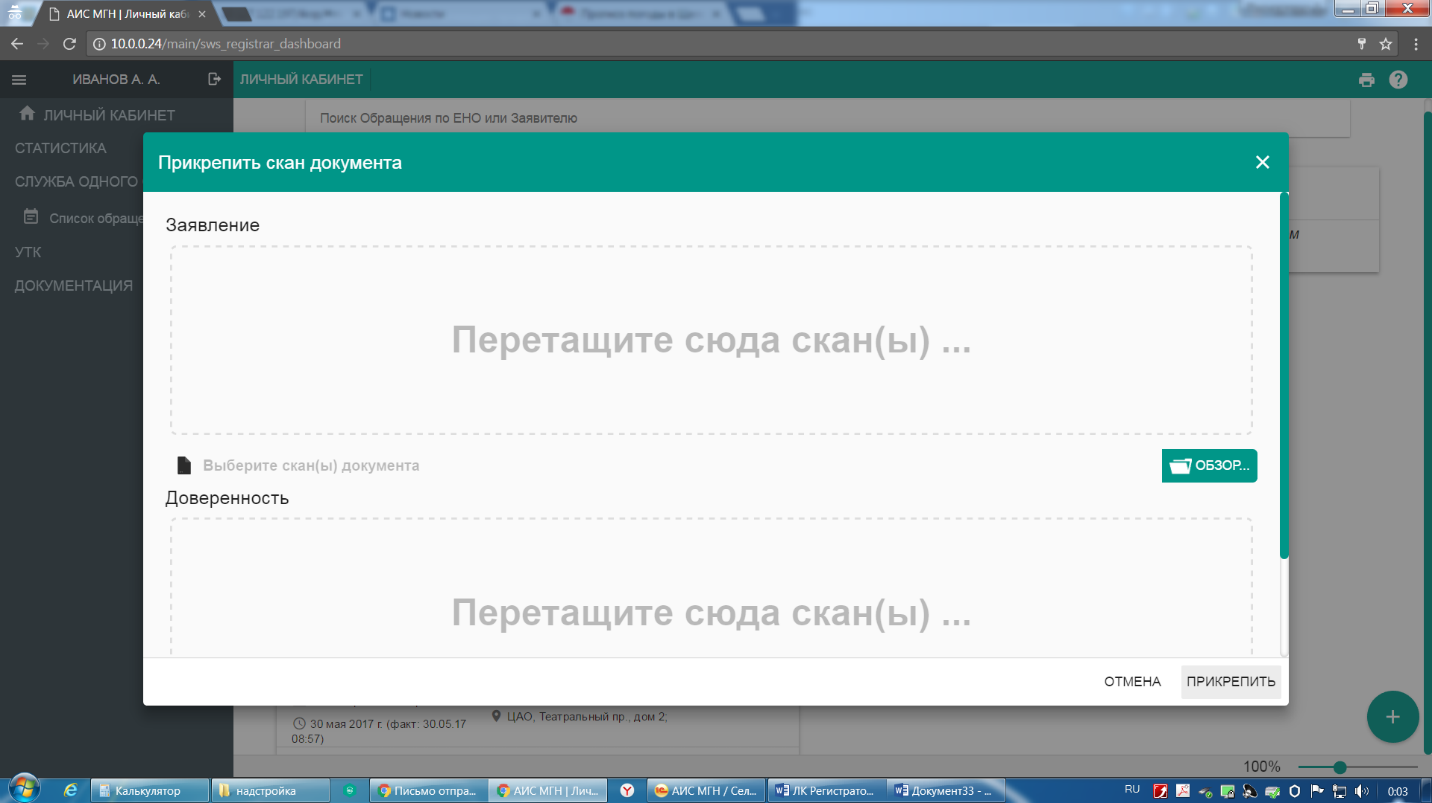 АИС МГН | Личный каб
10.0.0.24/main/sws_registrar_dashboard
ИВАНОВ А. А.
ЛИЧНЫЙ КАБИНЕТ
ЛИЧНЫЙ КАБИНЕТ
СТАТИСТИКА
СЛУЖБА ОДНОГО
Список обраще
УТК
ДОКУМЕНТАЦИЯ
Поиск Обращения по ЕНО или Заявителю
м
Прикрепить скан документа
Заявление
Перетащите сюда скан(ы) ...
Выберите скан(ы) документа
ОБЗОР...
Доверенность
Перетащите сюда скан(ы) ...
ОТМЕНА
ПРИКРЕПИТЬ
30 мая 2017 г. (факт: 30.05.17
08:57)
ЦАО, Театральный пр., дом 2;
100%
Калькулятор
надстройка
Письмо отпра...
АИС МГН | Лич...
АИС МГН / Сел...
ЛК Регистрато...
Документ33 - ...
RU
0:03